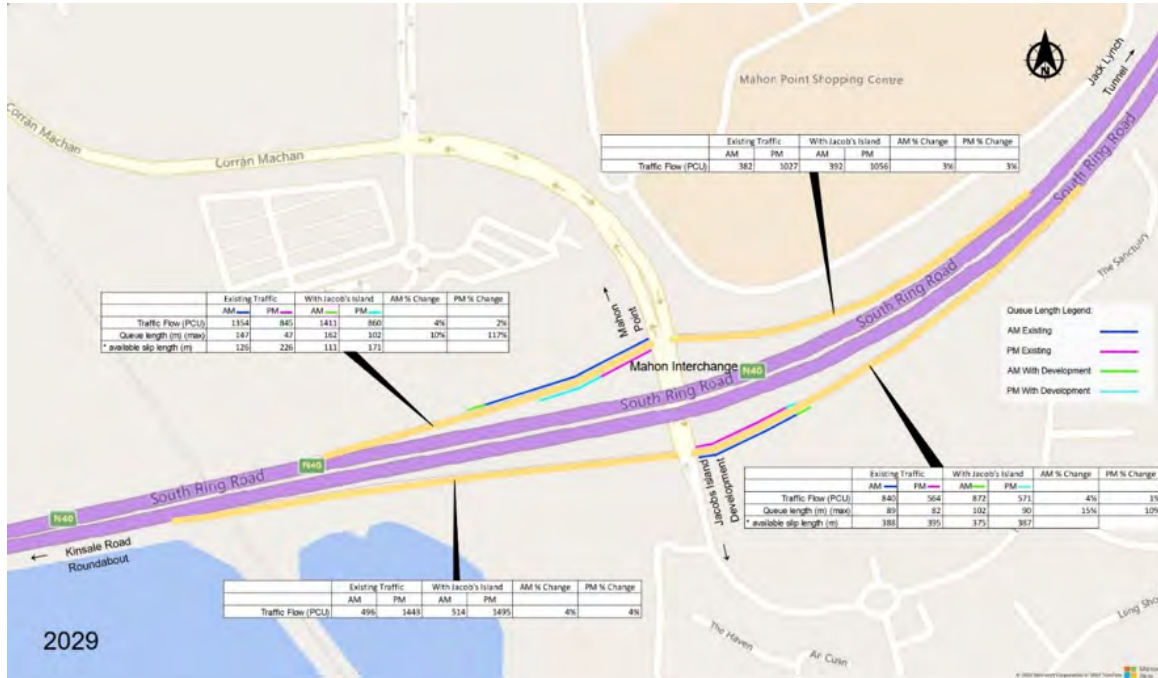 Jack Lynch
Tunnel
N
Mahon Point Shopping Centre
Corrán Machan
Corrán Machan
South Ring Road
South Ring Road
The Sanctuary
Existing Traffic With Jacob's Island AM % Change PM % Change
AM PM AM PM
Traffic Flow (PCU) 382 1027 392 1056 3% 3%
Existing Traffic With Jacob's Island AM % Change PM % Change
AM PM AM PM
Traffic Flow (PCU) 1354 845 1411 860 4% 2%
Queue length (m) (max) 147 47 162 102 10% 117%
* available slip length (m) 126 226 111 171
Mahon
Point
Mahon Interchange
N40
South Ring Road
Queue Length Legend:
AM Existing
PM Existing
AM With Development
PM With Development
N40
South Ring Road
N40
Kinsale Road
Roundabout
Jacobs Island
Development
Existing Traffic With Jacob's Island AM % Change PM % Change
AM PM AM PM
Traffic Flow (PCU) 840 564 872 571 4% 1%
Queue length (m) (max) 89 82 102 90 15% 10%
* available slip length (m) 388 395 375 387
Existing Traffic With Jacob's Island AM % Change PM % Change
AM PM AM PM
Traffic Flow (PCU) 496 1443 514 1495 4% 4%
2029
The Haven
Ar Cuan
Long